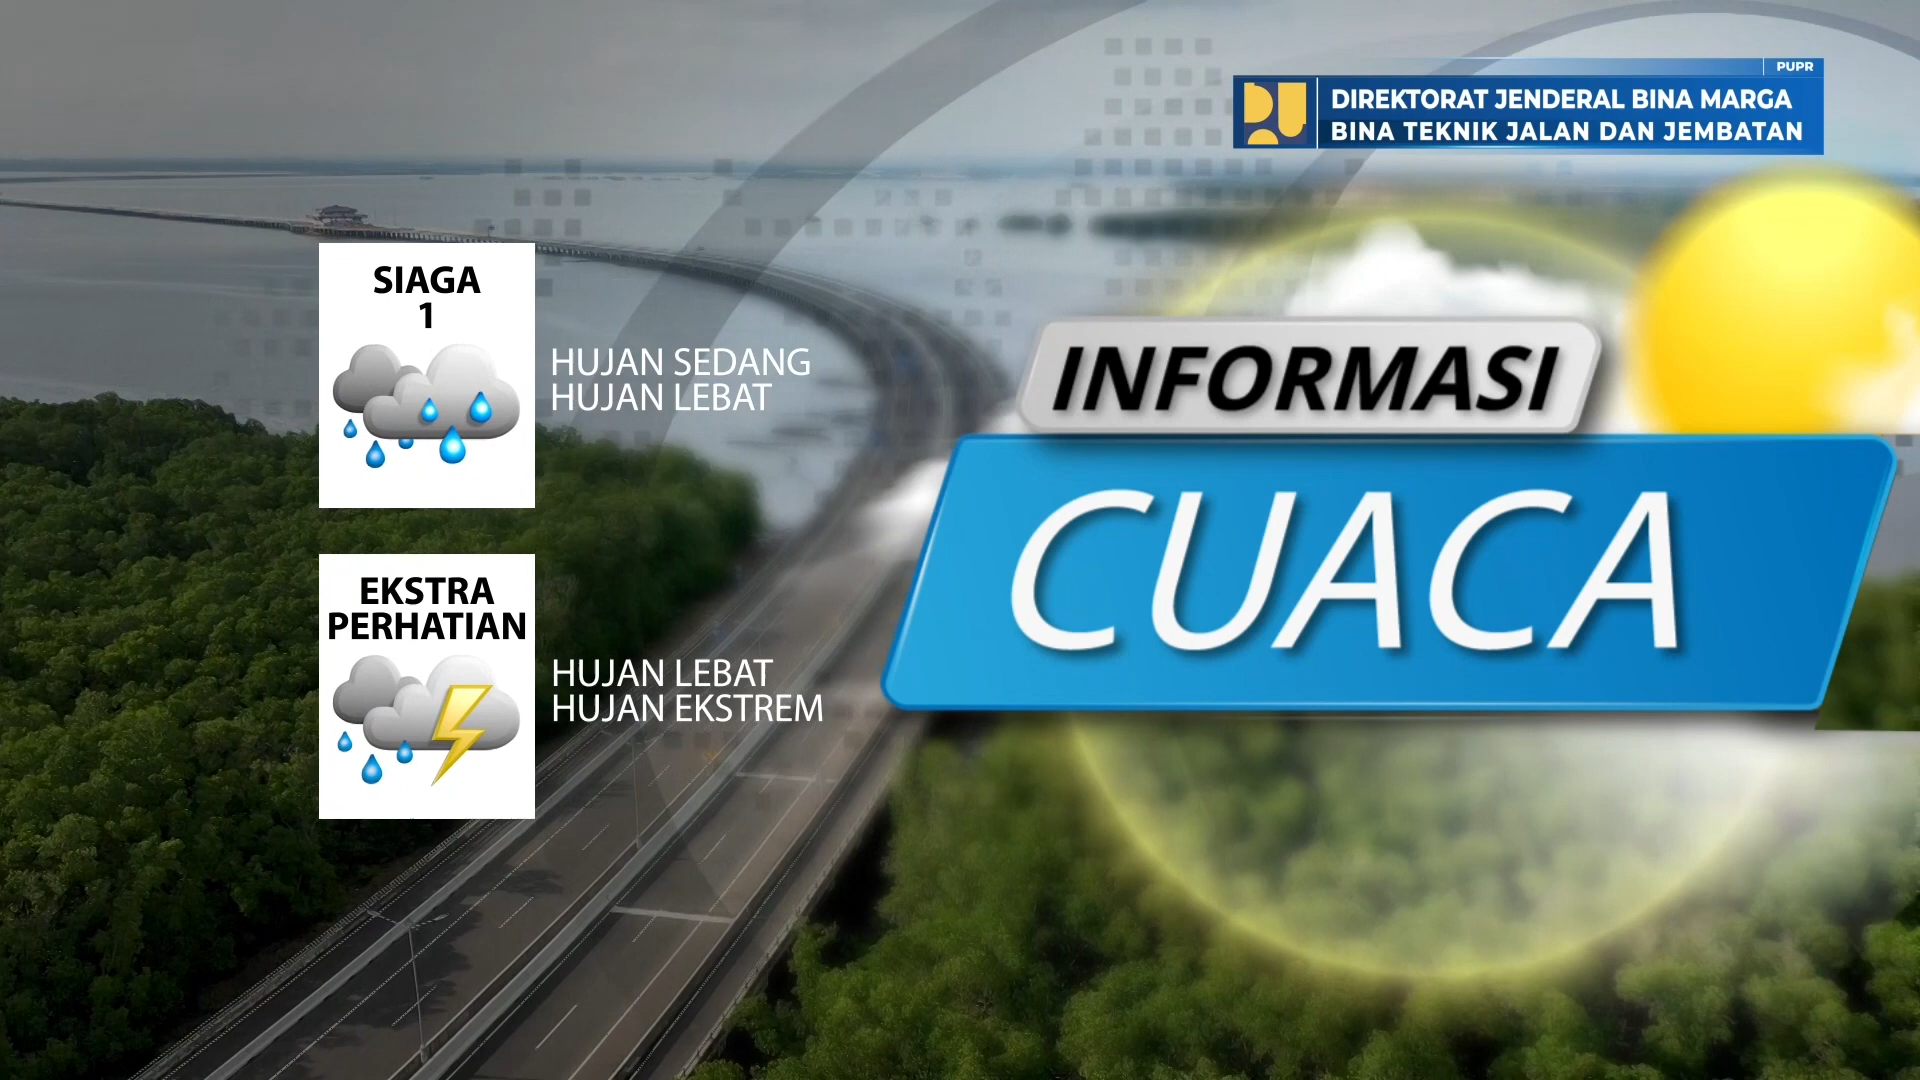 PUPR
DIREKTORAT JENDERAL BINA MARGA
BINA TEKNIK JALAN DAN JEMBATAN
SIAGA
1
HUJAN SEDANG
HUJAN LEBAT
EKSTRA
PERHATIAN
HUJAN LEBAT
HUJAN EKSTREM
INFORMASI
CUACA